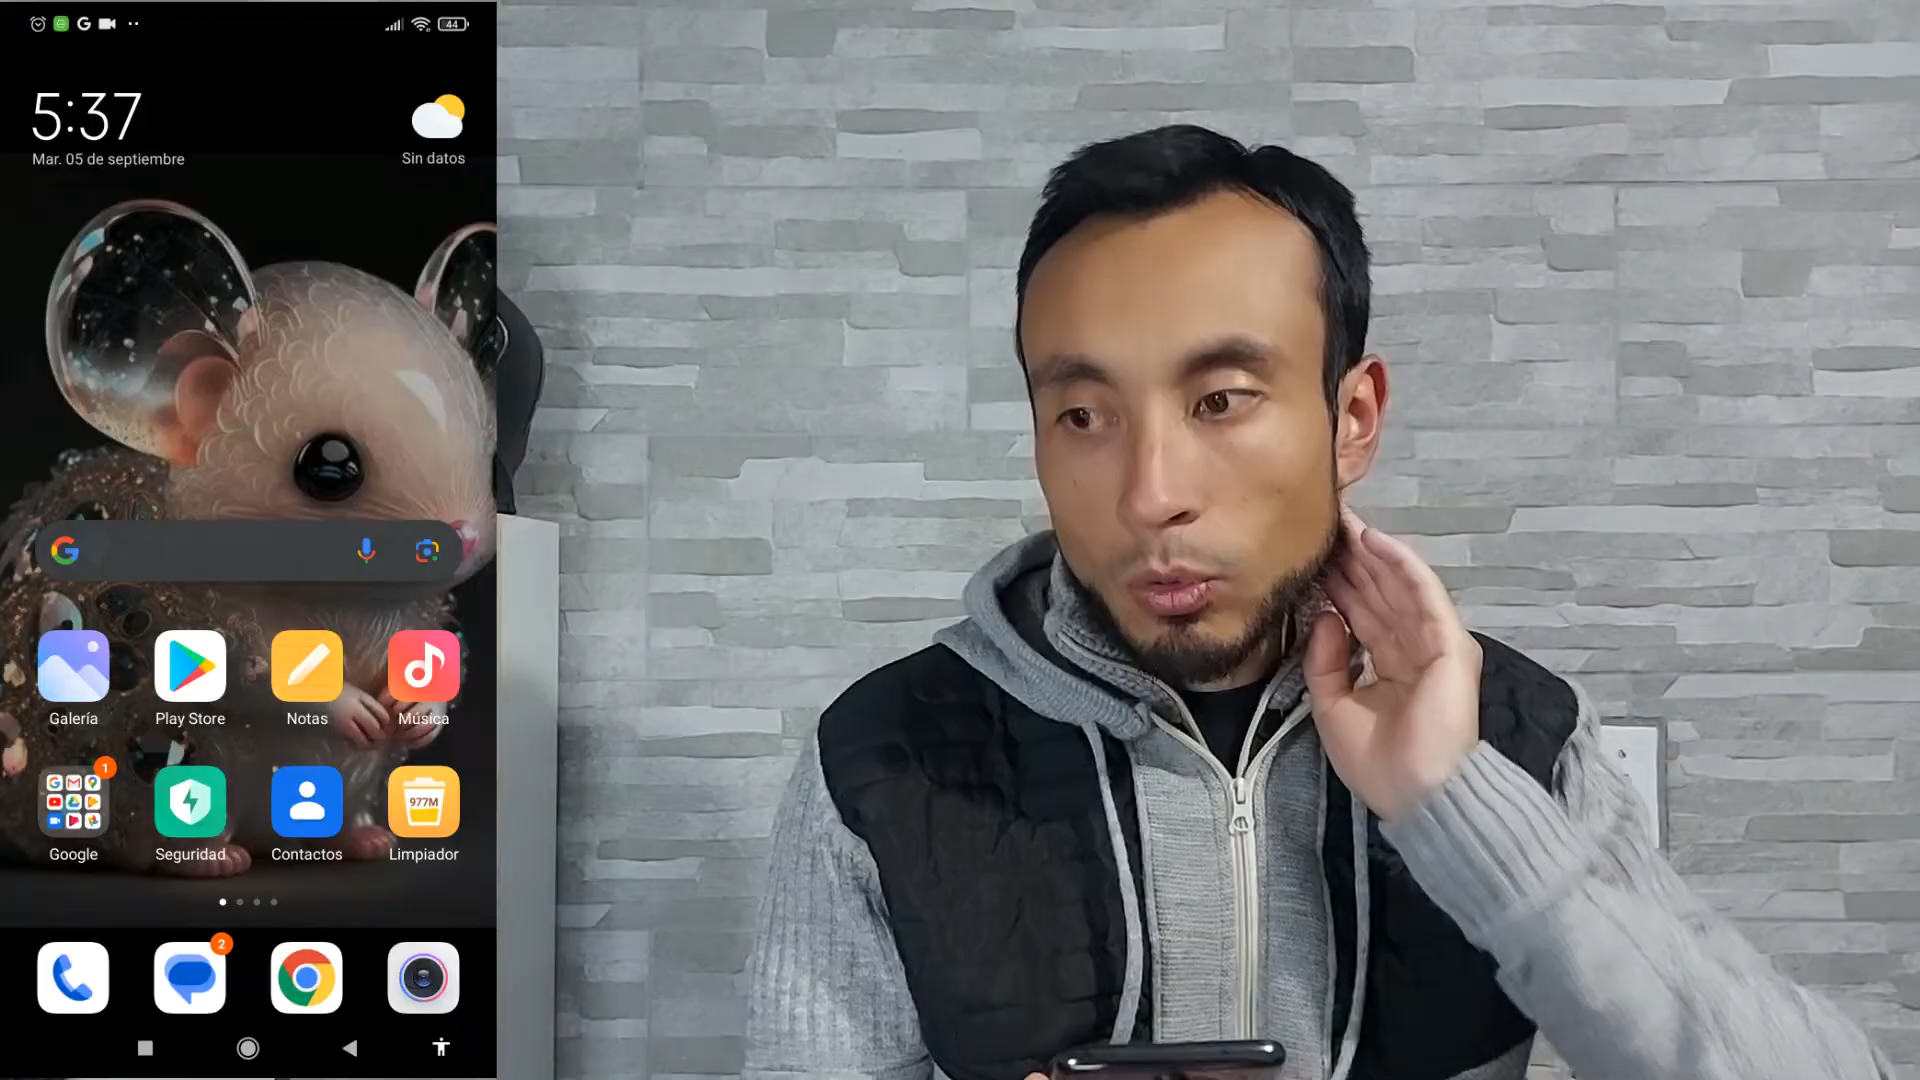 44
5:37
Mar. 05 de septiembre
Sin datos
Galería
Play Store
Notas
Música
1
977M
Google
Seguridad
Contactos
Limpiador
2